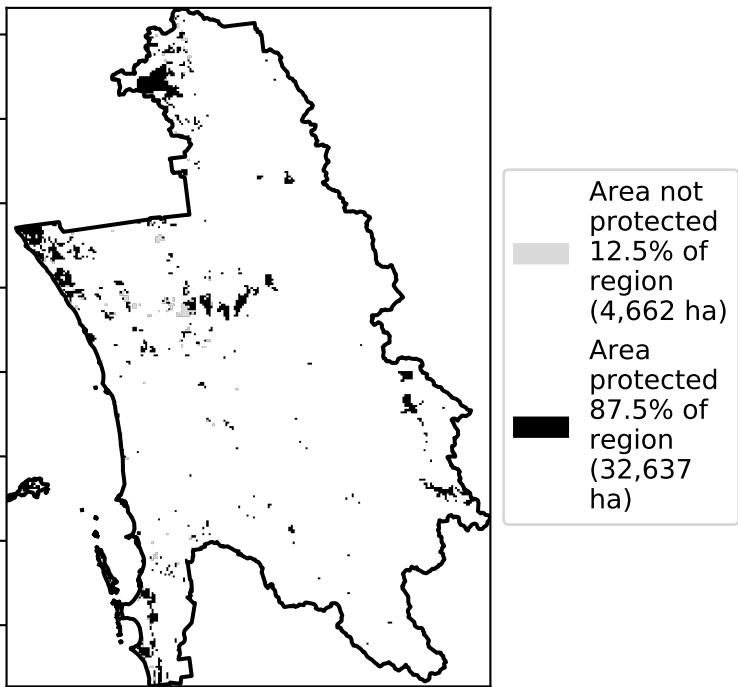 Area not
protected
12.5% of
region
(4,662 ha)
Area
protected
87.5% of
region
(32,637
ha)